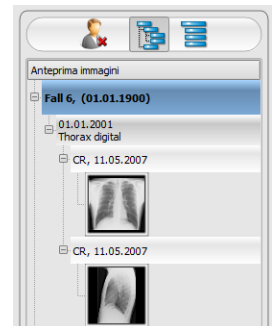 Anteprima immagini
Fall 6, (01.01.1900)
01.01.2001
Thorax digital
CR, 11.05.2007
CR, 11.05.2007